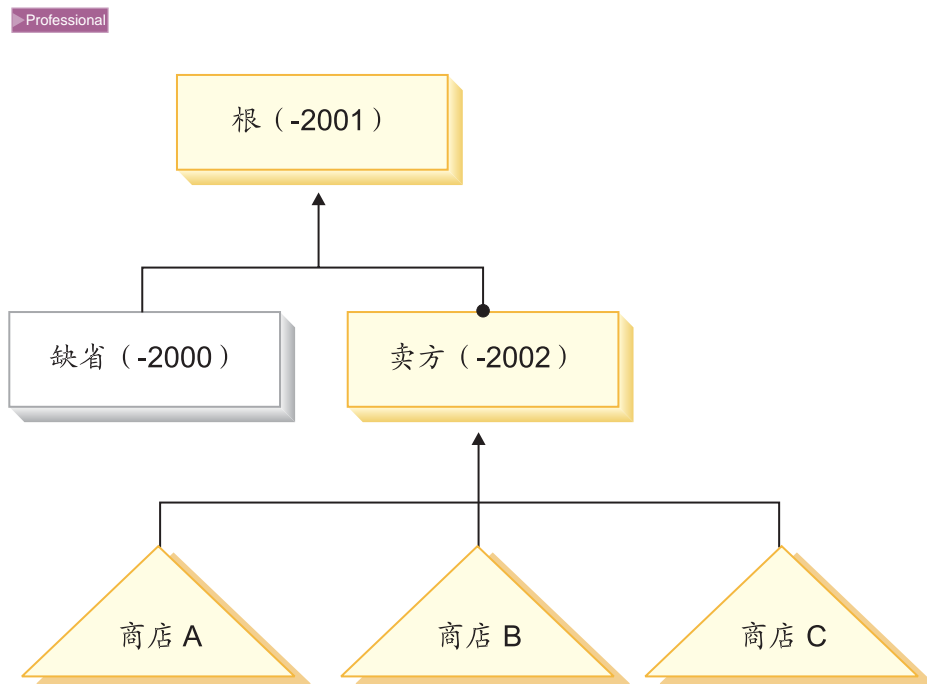 Professional
根（-2001）
缺省（-2000）
卖方（-2002）
商店 A
商店 B
商店 C